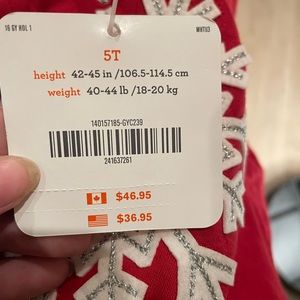 16 GY HOL 1
MHTII3
5T
height 42-45 in /106.5-114.5 cm
weight 40-44 lb /18-20 kg
140157185-GYC239
241637261
$46.95
$36.95